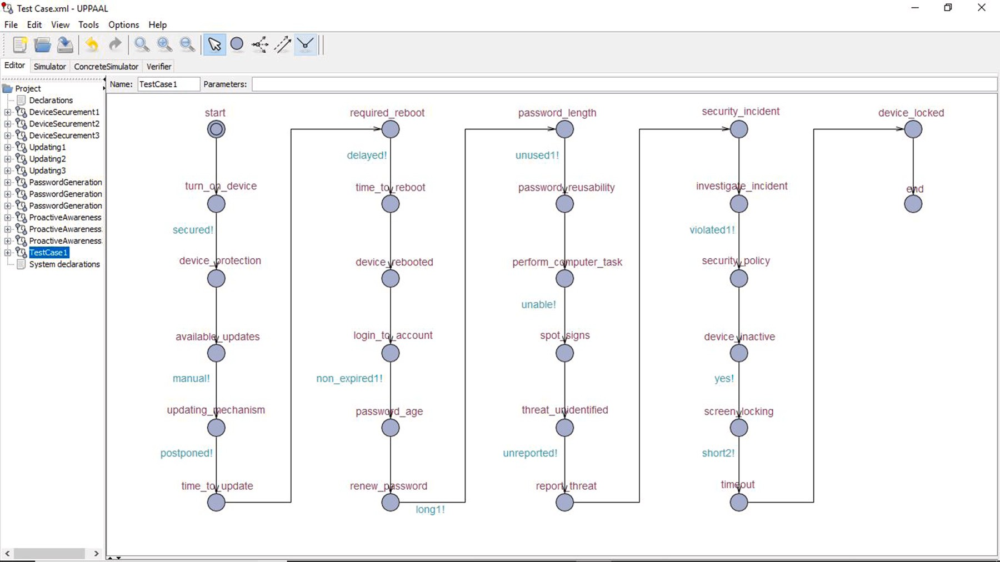 Test Case.xml - UPPAAL
File Edit View Tools Options Help
Editor Simulator ConcreteSimulator Verifier
Project
Declarations
DeviceSecurement1
DeviceSecurement2
DeviceSecurement3
Updating1
Updating2
Updating3
PasswordGeneration
PasswordGeneration
PasswordGeneration
ProactiveAwareness
ProactiveAwareness
ProactiveAwareness
TestCase1
System declarations
Name: TestCase1 Parameters:
start
turn_on_device
secured!
device_protection
available_updates
manual!
updating_mechanism
postponed!
time_to_update
required_reboot
delayed!
time_to_reboot
device_rebooted
login_to_account
non_expired1!
password_age
renew_password
long1!
password_length
unused1!
password_reusability
perform_computer_task
unable!
spot_signs
threat_unidentified
unreported!
report_threat
security_incident
investigate_incident
violated1!
security_policy
device_inactive
yes!
screen_locking
short2!
timeout
device_locked
end